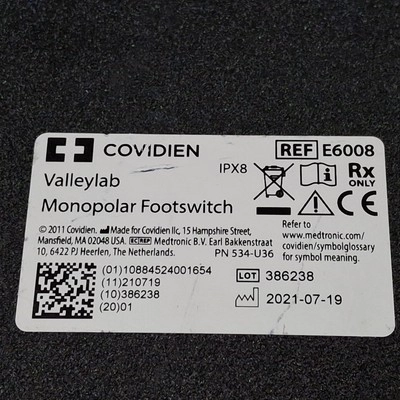 COVIDIEN REF E6008
Valleylab IPX8 Rx ONLY
Monopolar Footswitch CE
© 2011 Covidien. Made for Covidien llc, 15 Hampshire Street,
Mansfield, MA 02048 USA. EC REP Medtronic B.V. Earl Bakkenstraat
10, 6422 PJ Heerlen, The Netherlands. PN 534-U36
Refer to
www.medtronic.com/
covidien/symbolglossary
for symbol meaning.
(01)10884524001654
(11)210719
(10)386238
(20)01
LOT 386238
2021-07-19